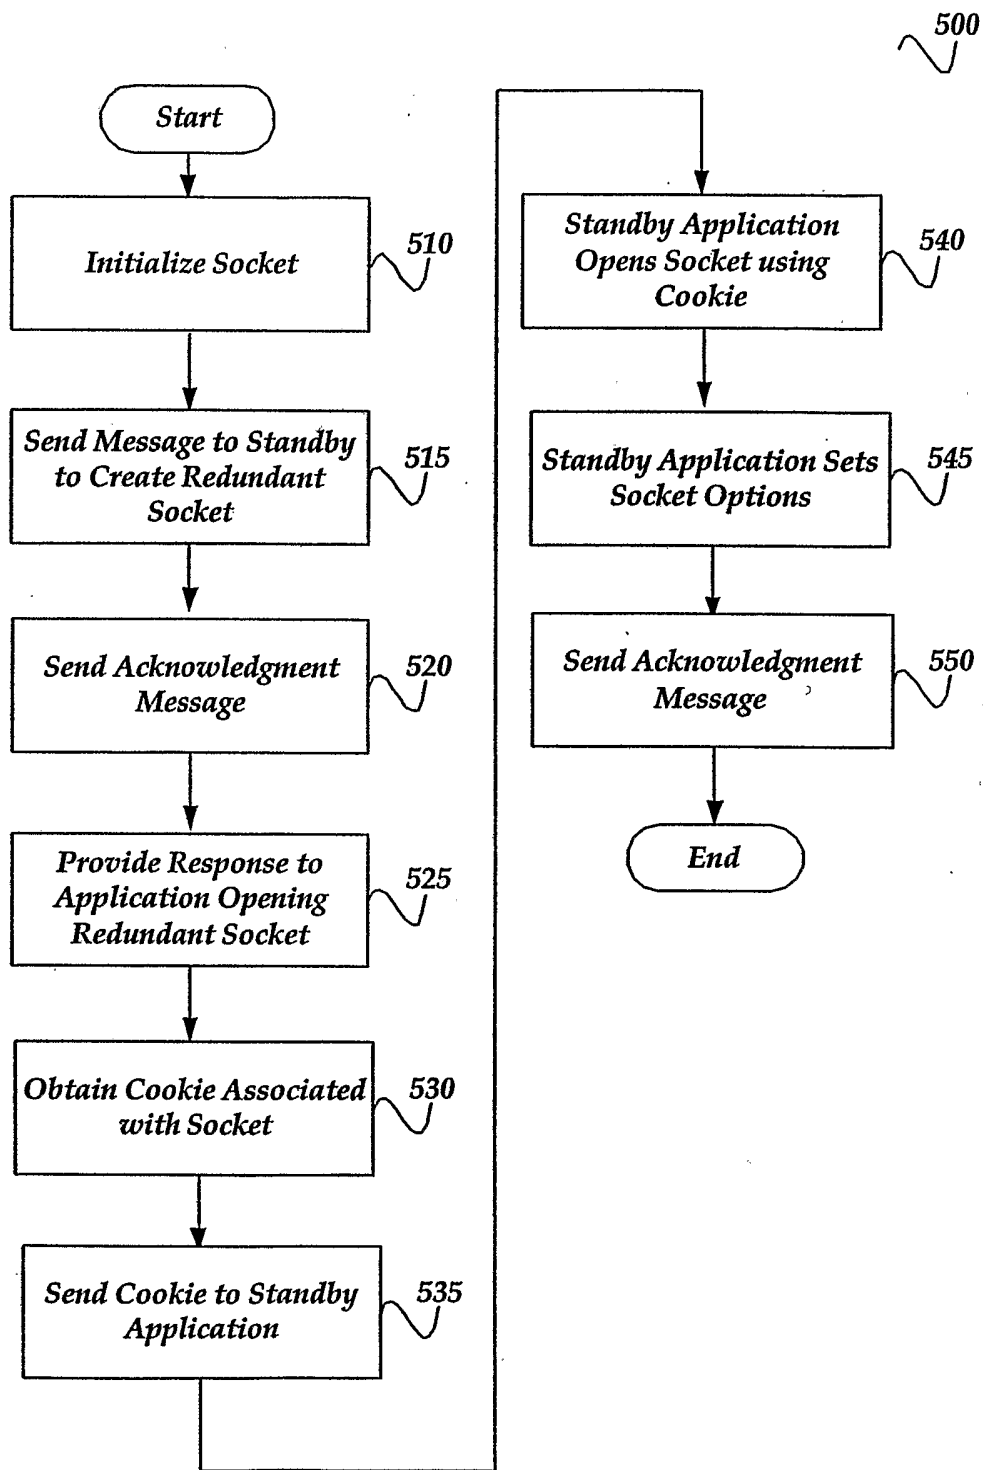 500
Start
Initialize Socket
510
Send Message to Standby
to Create Redundant
Socket
515
Send Acknowledgment
Message
520
Provide Response to
Application Opening
Redundant Socket
525
Obtain Cookie Associated
with Socket
530
Send Cookie to Standby
Application
535
Standby Application
Opens Socket using
Cookie
540
Standby Application Sets
Socket Options
545
Send Acknowledgment
Message
550
End